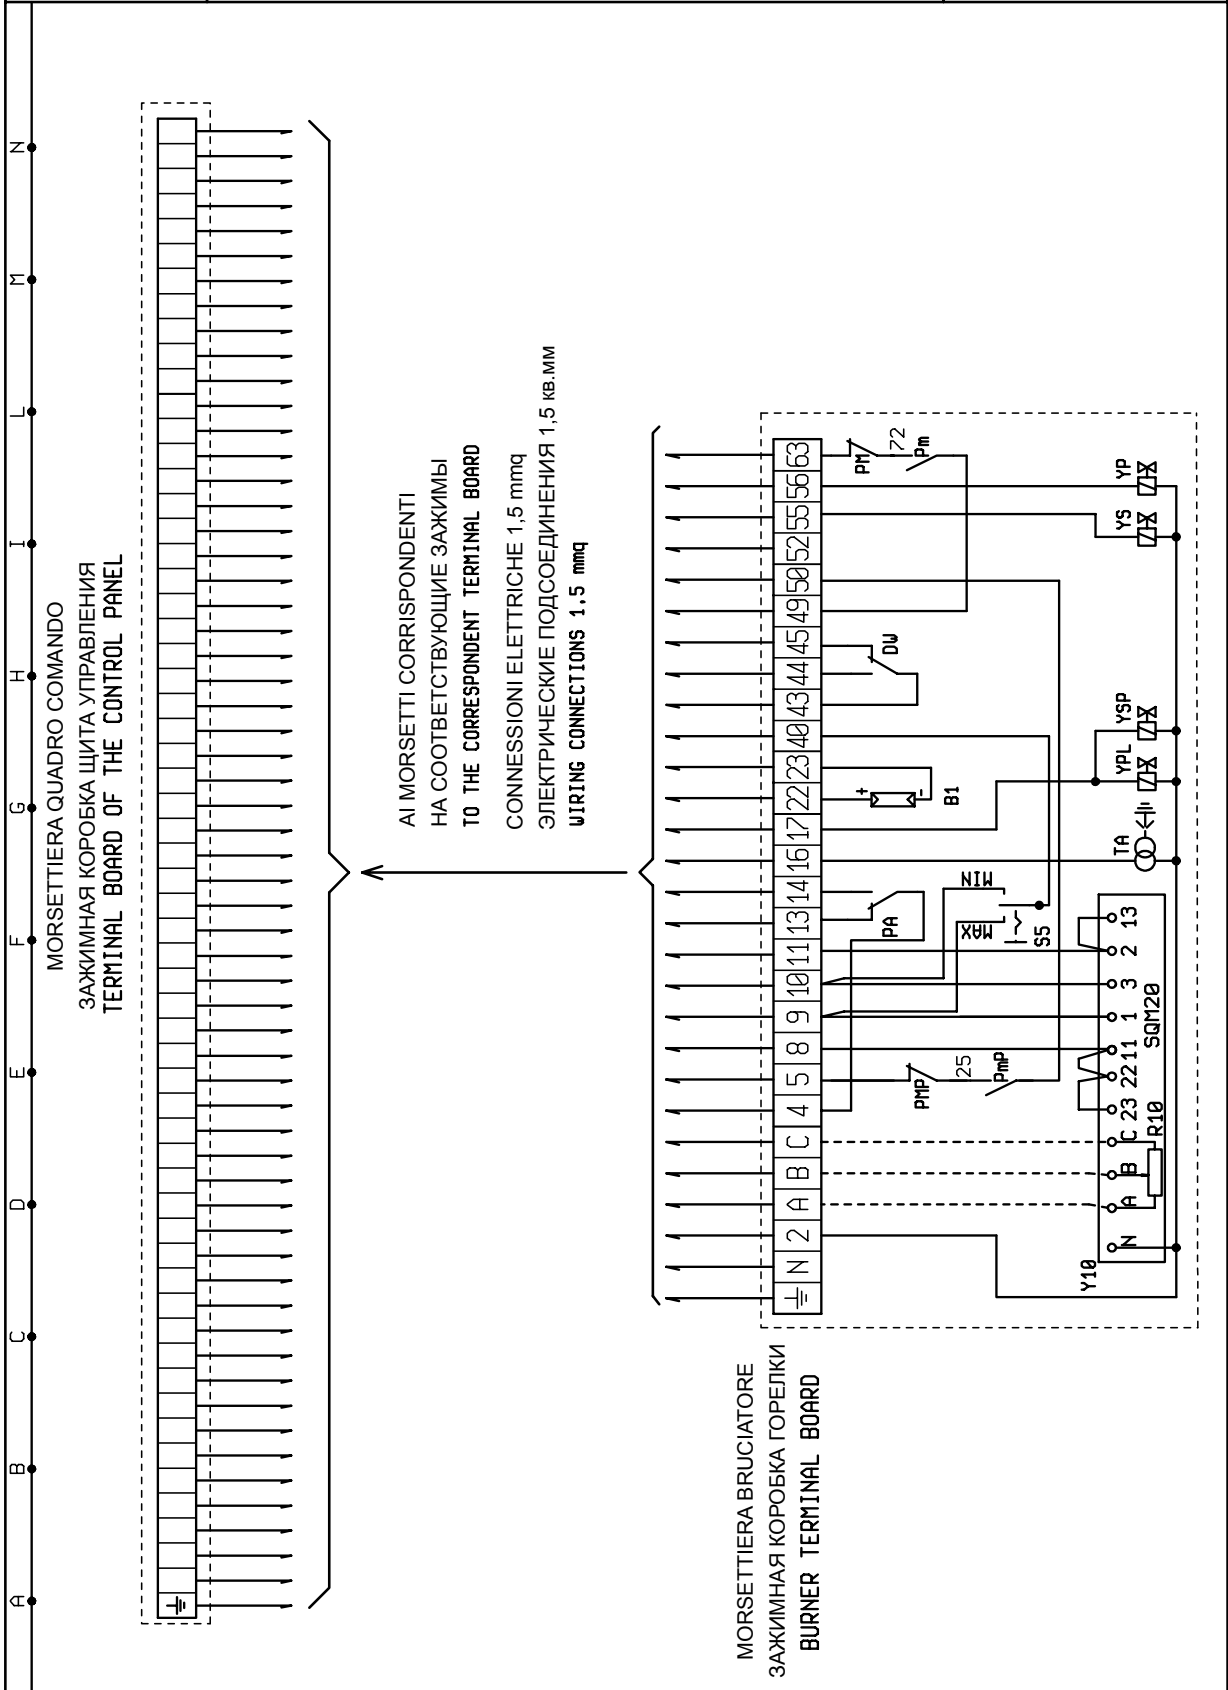 A B C D E F G H I L M N
MORSETTIERA QUADRO COMANDO
ЗАЖИМНАЯ КОРОБКА ЩИТА УПРАВЛЕНИЯ
TERMINAL BOARD OF THE CONTROL PANEL
AI MORSETTI CORRISPONDENTI
НА СООТВЕТСТВУЮЩИЕ ЗАЖИМЫ
TO THE CORRESPONDENT TERMINAL BOARD
CONNESSIONI ELETTRICHE 1,5 mmq
ЭЛЕКТРИЧЕСКИЕ ПОДСОЕДИНЕНИЯ 1,5 КВ.ММ
WIRING CONNECTIONS 1,5 mmq
MORSETTIERA BRUCIATORE
ЗАЖИМНАЯ КОРОБКА ГОРЕЛКИ
BURNER TERMINAL BOARD
N 2 A B C 4 5 8 9 10 11 13 14 16 17 22 23 40 43 44 45 49 50 52 55 56 63
PM 72 Pm
DW
+ -
B1
PA
MIN
MAX
S5
PMP 25 PmP
TA YPL YSP YS YP
Y10
N A B C 23 22 11 1 3 2 13
R10 SQM20